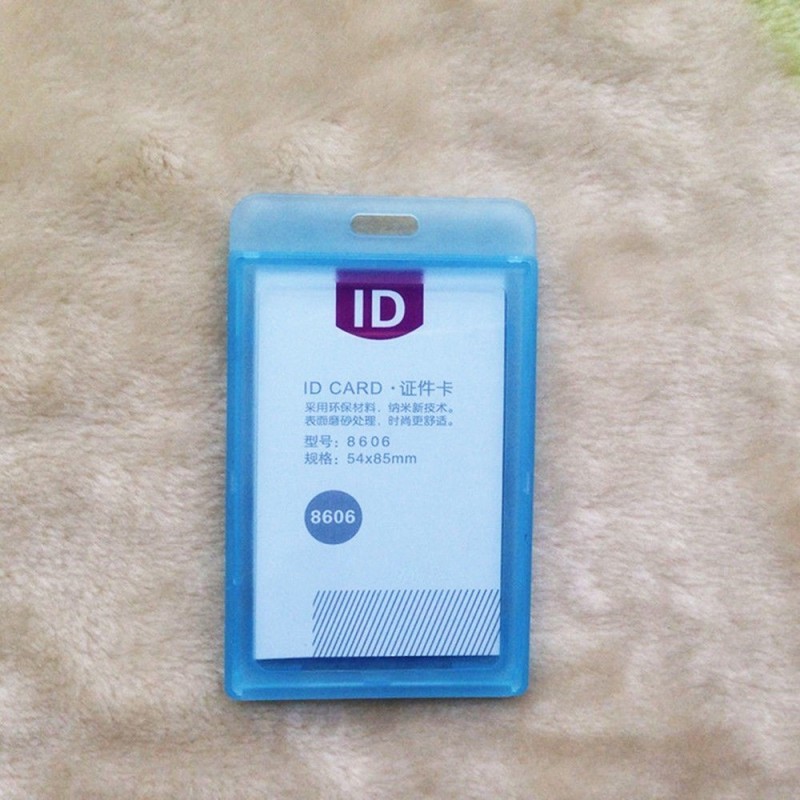 ID
ID CARD · 证件卡
采用环保材料，纳米新技术。
表面磨砂处理，时尚更舒适。
型号：8606
规格：54x85mm
8606